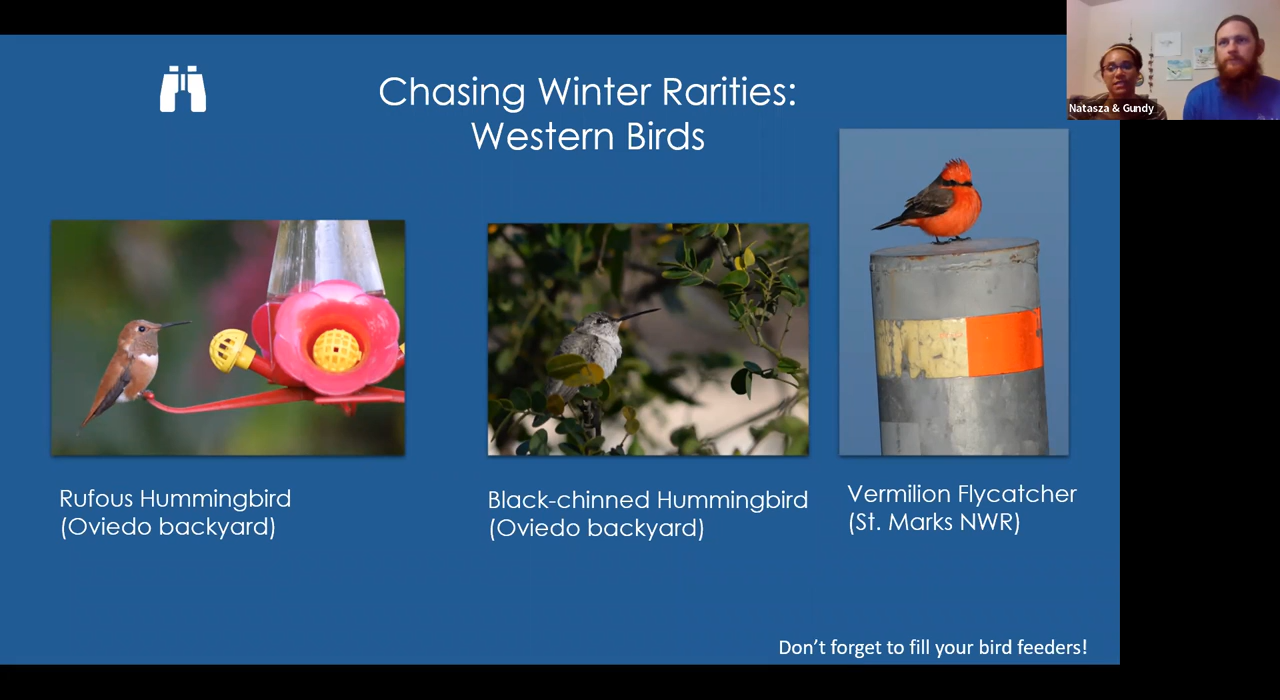 Chasing Winter Rarities:
Western Birds
Natasza & Gundy
Rufous Hummingbird
(Oviedo backyard)
Black-chinned Hummingbird
(Oviedo backyard)
Vermilion Flycatcher
(St. Marks NWR)
Don't forget to fill your bird feeders!